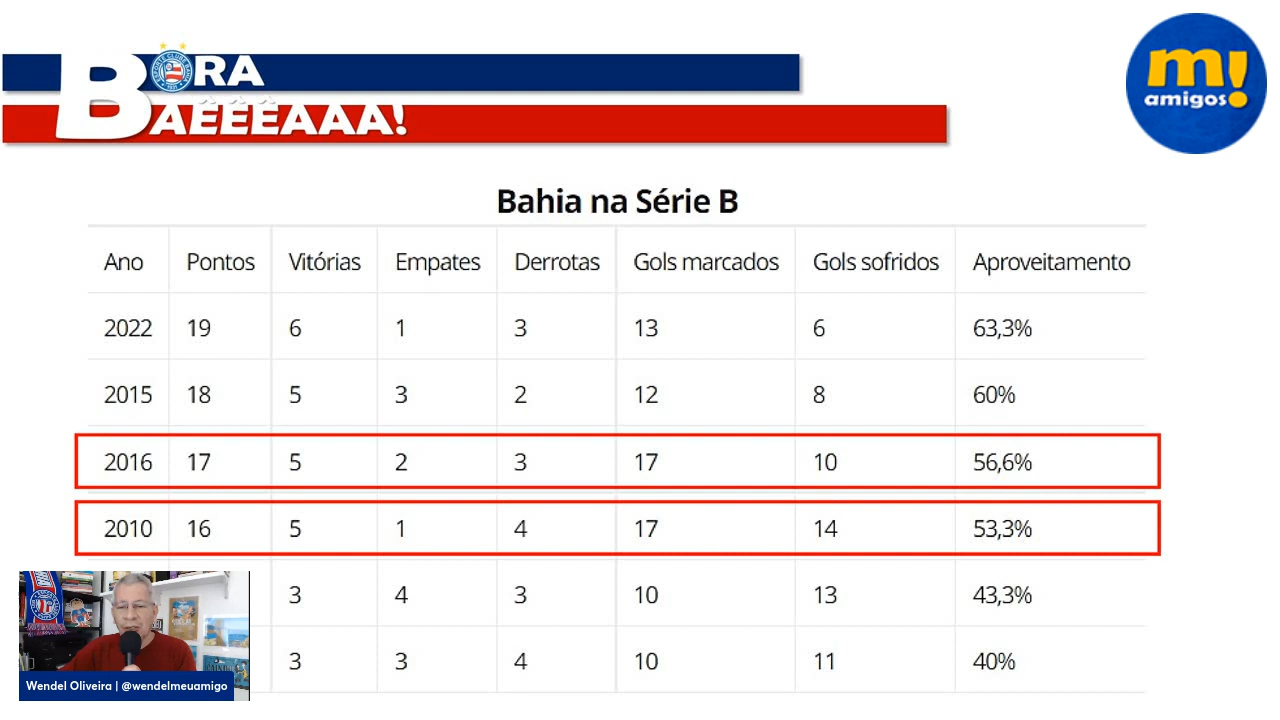 BORA
BAÊÊÊAAA!
m!
amigos
Bahia na Série B
Ano Pontos Vitórias Empates Derrotas Gols marcados Gols sofridos Aproveitamento
2022 19 6 1 3 13 6 63,3%
2015 18 5 3 2 12 8 60%
2016 17 5 2 3 17 10 56,6%
2010 16 5 1 4 17 14 53,3%
3 4 3 10 13 43,3%
3 3 4 10 11 40%
Wendel Oliveira | @wendelmeuamigo